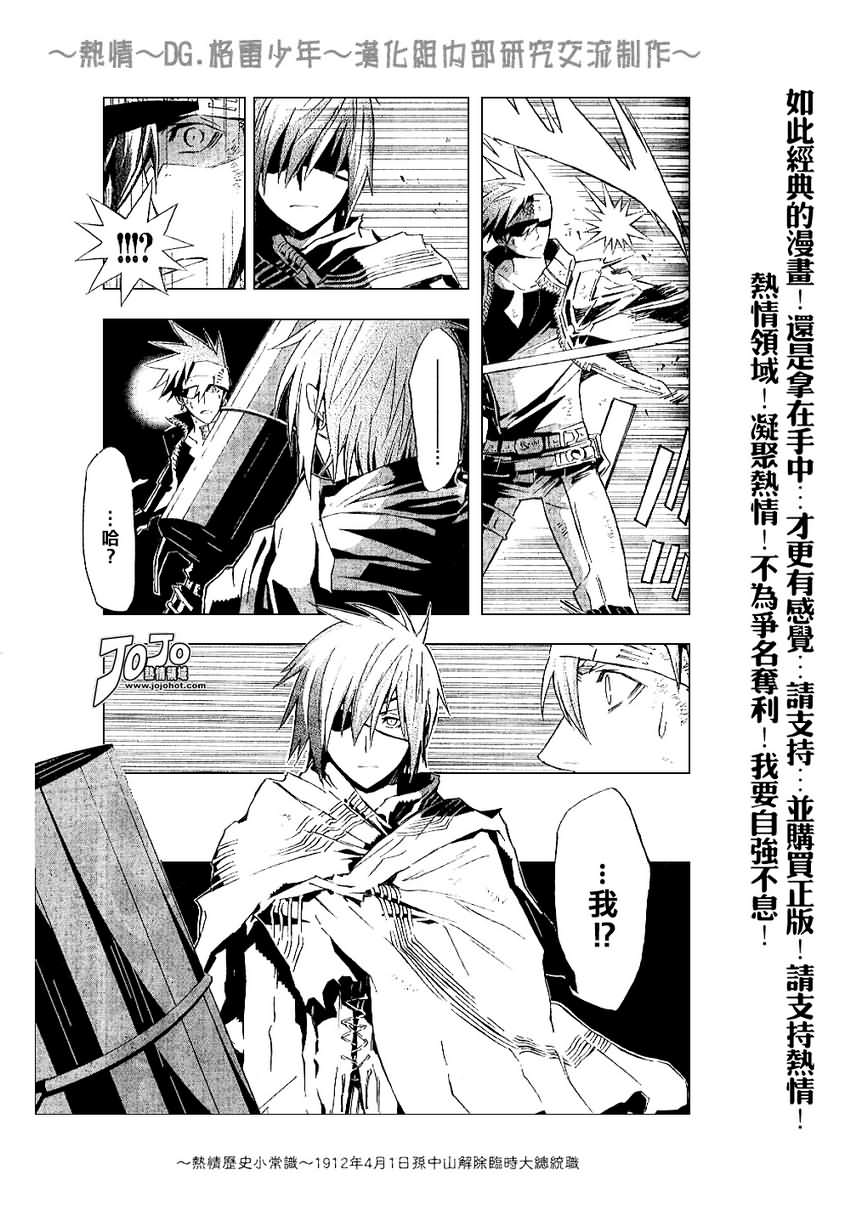 ～熱情～DG.格雷少年～漢化組内部研究交流制作～
如此經典的漫畫！還是拿在手中…才更有感覺…請支持…並購買正版！請支持熱情！
熱情領域！凝聚熱情！不為爭名奪利！我要自強不息！
!!!!?
…哈？
JOJO
熱情領域
www.jojohot.com
…我!?
～熱情歷史小常識～1912年4月1日孫中山解除臨時大總統職